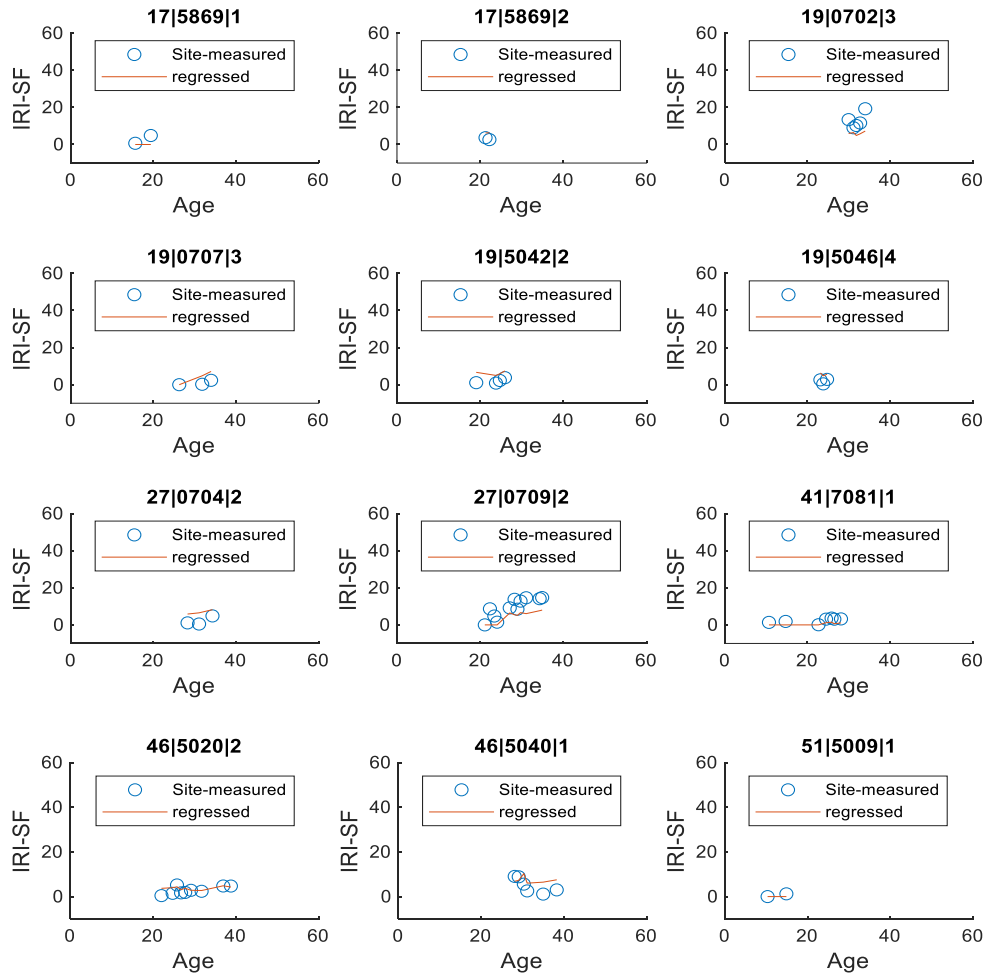 17|5869|1
60
40
20
0
IRI-SF
Site-measured
regressed
0
20
40
60
Age
17|5869|2
60
40
20
0
IRI-SF
Site-measured
regressed
0
20
40
60
Age
19|0702|3
60
40
20
0
IRI-SF
Site-measured
regressed
0
20
40
60
Age
19|0707|3
60
40
20
0
IRI-SF
Site-measured
regressed
0
20
40
60
Age
19|5042|2
60
40
20
0
IRI-SF
Site-measured
regressed
0
20
40
60
Age
19|5046|4
60
40
20
0
IRI-SF
Site-measured
regressed
0
20
40
60
Age
27|0704|2
60
40
20
0
IRI-SF
Site-measured
regressed
0
20
40
60
Age
27|0709|2
60
40
20
0
IRI-SF
Site-measured
regressed
0
20
40
60
Age
41|7081|1
60
40
20
0
IRI-SF
Site-measured
regressed
0
20
40
60
Age
46|5020|2
60
40
20
0
IRI-SF
Site-measured
regressed
0
20
40
60
Age
46|5040|1
60
40
20
0
IRI-SF
Site-measured
regressed
0
20
40
60
Age
51|5009|1
60
40
20
0
IRI-SF
Site-measured
regressed
0
20
40
60
Age